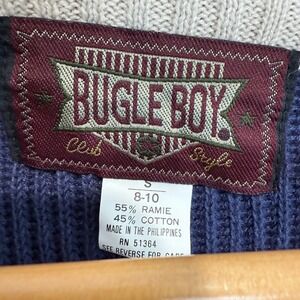 BUGLE BOY
Club Style
S
8-10
55% RAMIE
45% COTTON
MADE IN THE PHILIPPINES
RN 51364
SEE REVERSE FOR CARE